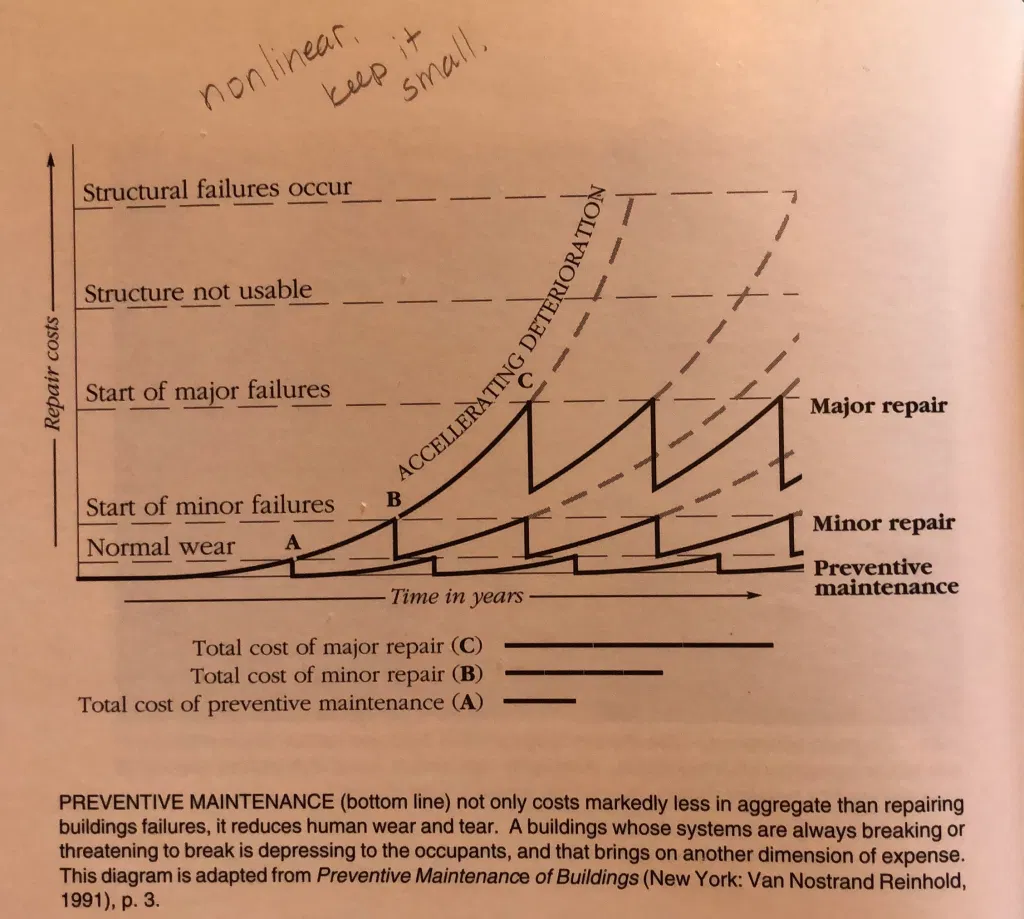 nonlinear.
keep it
small.
Structural failures occur
Structure not usable
Start of major failures
Start of minor failures
Normal wear
Repair costs
ACCELLERATING DETERIORATION
A
B
C
Major repair
Minor repair
Preventive
maintenance
Time in years
Total cost of major repair (C)
Total cost of minor repair (B)
Total cost of preventive maintenance (A)
PREVENTIVE MAINTENANCE (bottom line) not only costs markedly less in aggregate than repairing
buildings failures, it reduces human wear and tear. A buildings whose systems are always breaking or
threatening to break is depressing to the occupants, and that brings on another dimension of expense.
This diagram is adapted from Preventive Maintenance of Buildings (New York: Van Nostrand Reinhold,
1991), p. 3.